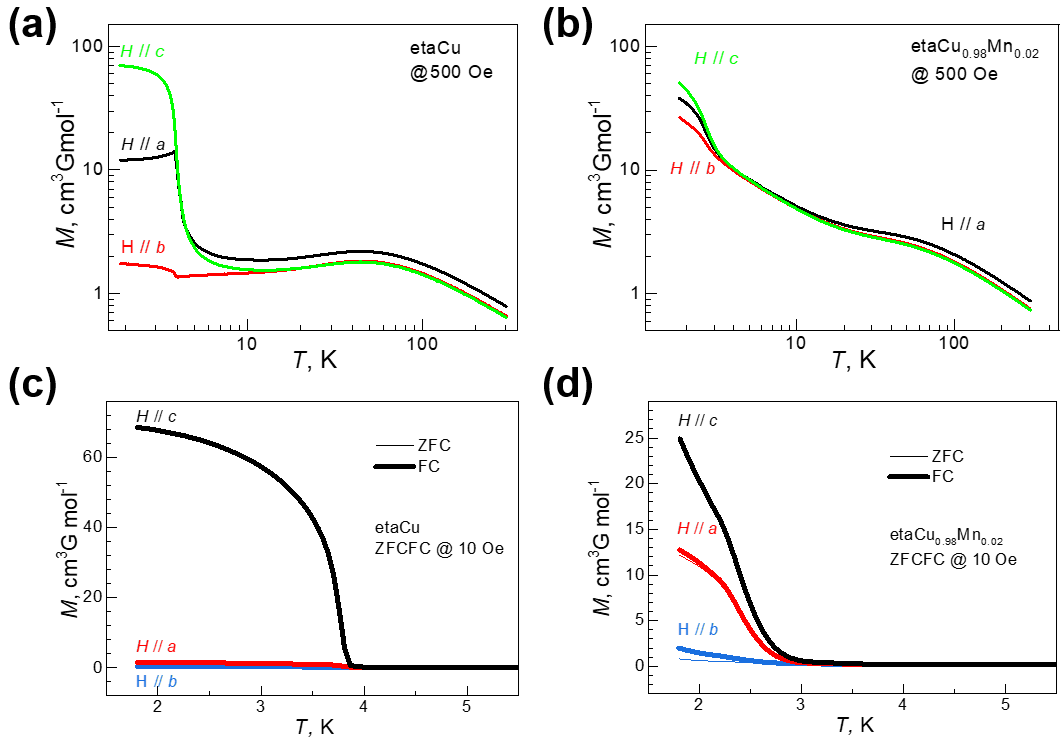 (a)
100
10
1
M, cm³Gmol⁻¹
H // c
etaCu
@500 Oe
H // a
H // b
10
100
T, K
(b)
100
10
1
M, cm³Gmol⁻¹
H // c
etaCu₀.₉₈Mn₀.₀₂
@ 500 Oe
H // b
H // a
10
100
T, K
(c)
60
40
20
0
M, cm³G mol⁻¹
H // c
ZFC
FC
etaCu
ZFCFC @ 10 Oe
H // a
H // b
2
3
4
5
T, K
(d)
25
20
15
10
5
0
M, cm³G mol⁻¹
H // c
ZFC
FC
H // a
etaCu₀.₉₈Mn₀.₀₂
ZFCFC @ 10 Oe
H // b
2
3
4
5
T, K